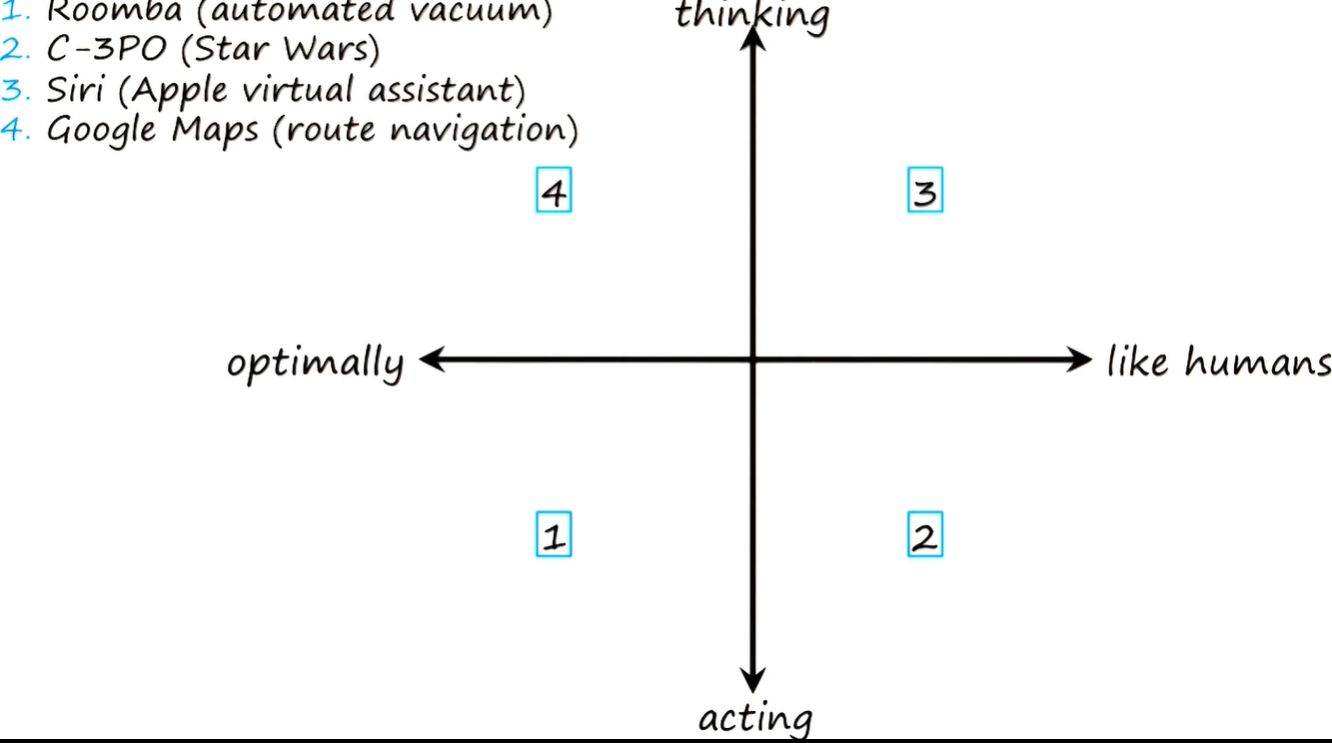 1. Roomba (automated vacuum)
2. C-3PO (Star Wars)
3. Siri (Apple virtual assistant)
4. Google Maps (route navigation)
thinking
4
3
optimally
like humans
1
2
acting